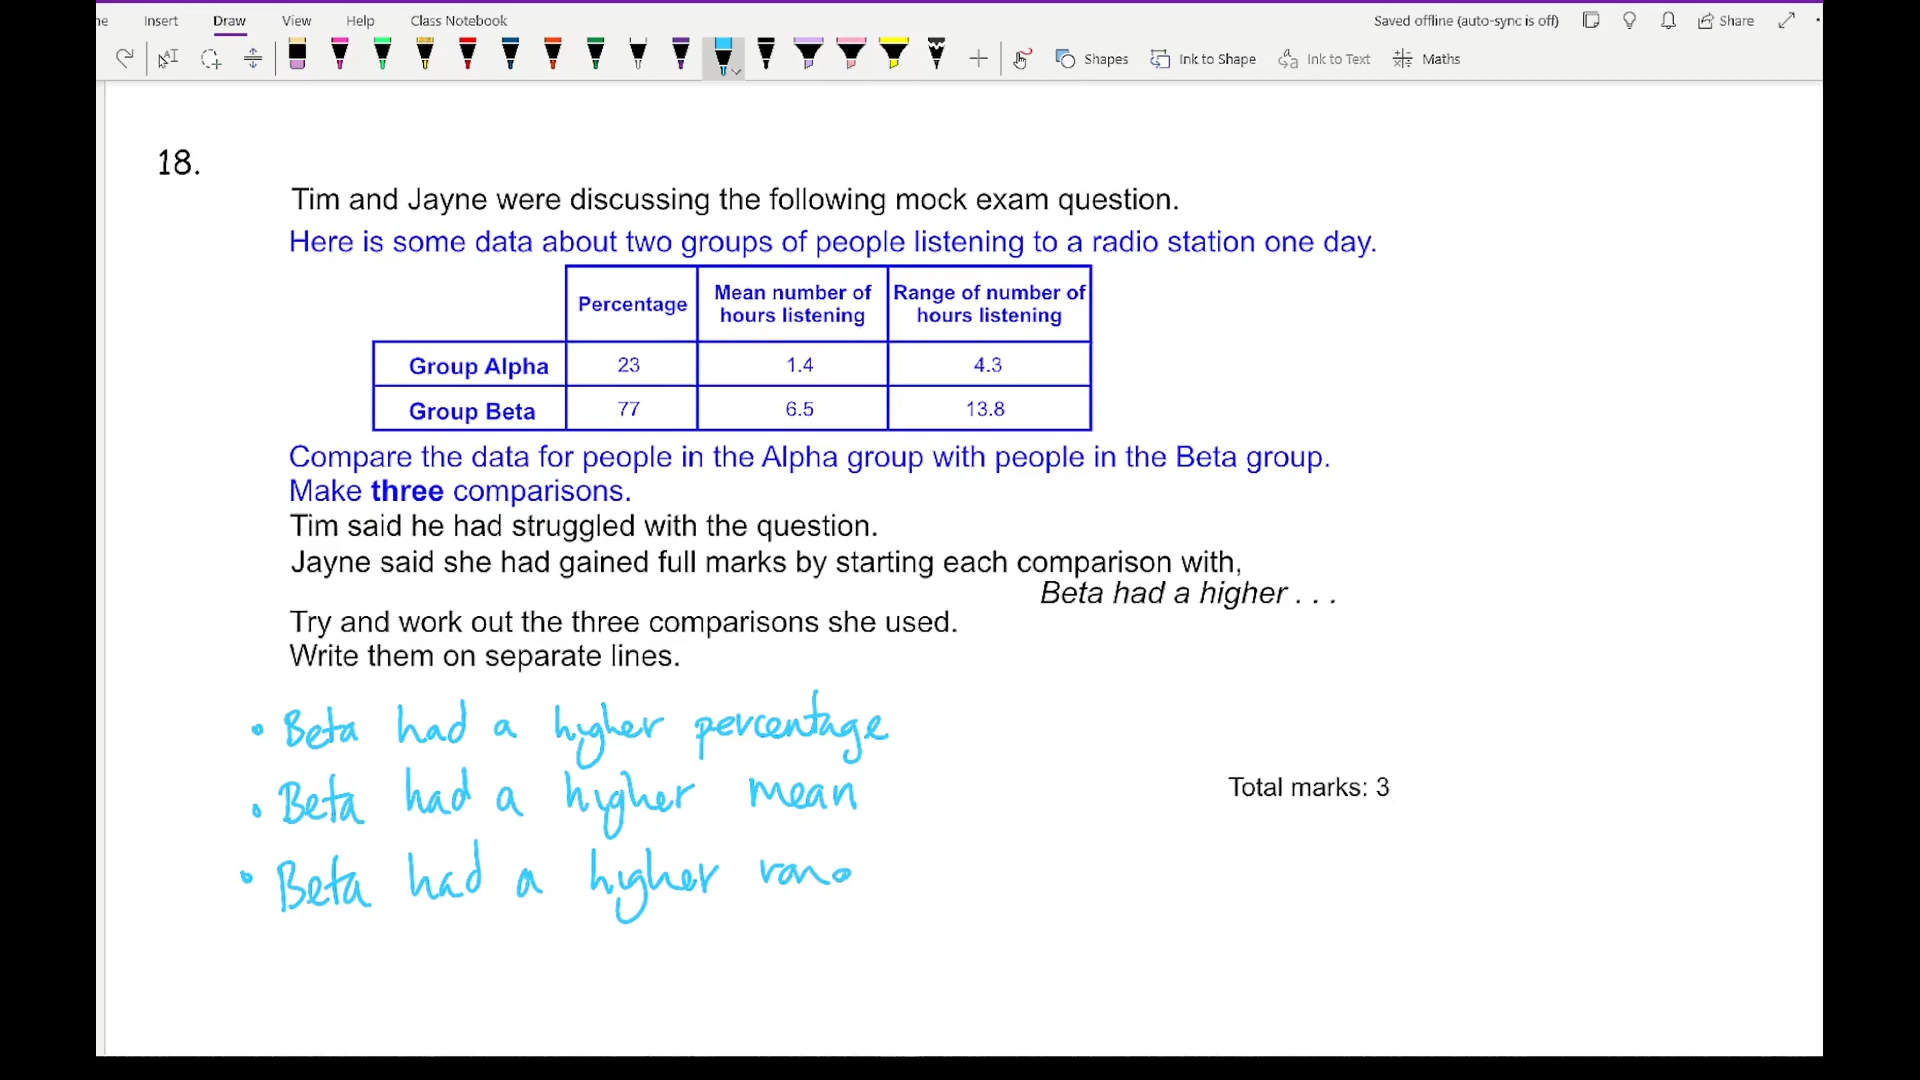 Insert Draw View Help Class Notebook Saved offline (auto-sync is off) Share
Shapes Ink to Shape Ink to Text Maths
18.
Tim and Jayne were discussing the following mock exam question.
Here is some data about two groups of people listening to a radio station one day.
Percentage Mean number of hours listening Range of number of hours listening
Group Alpha 23 1.4 4.3
Group Beta 77 6.5 13.8
Compare the data for people in the Alpha group with people in the Beta group.
Make three comparisons.
Tim said he had struggled with the question.
Jayne said she had gained full marks by starting each comparison with,
Beta had a higher . . .
Try and work out the three comparisons she used.
Write them on separate lines.
• Beta had a higher percentage
• Beta had a higher mean
Total marks: 3
• Beta had a higher